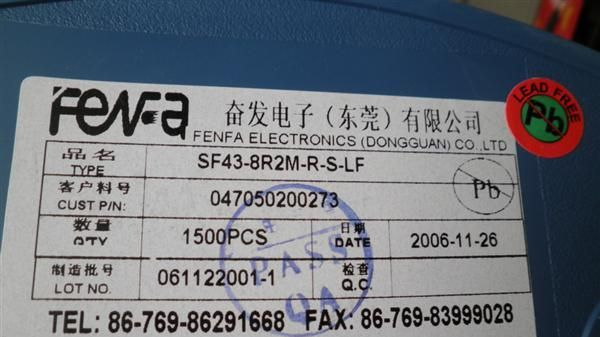 FENFA 奋发电子（东莞）有限公司
FENFA ELECTRONICS (DONGGUAN) CO.,LTD
LEAD FREE
Pb
品名 TYPE SF43-8R2M-R-S-LF
Pb
客户料号 CUST P/N: 047050200273
数量 QTY 1500PCS 日期 DATE 2006-11-26
制造批号 LOT NO. 061122001-1 检查 Q.C.
PASS
QA
TEL: 86-769-86291668 FAX: 86-769-83999028